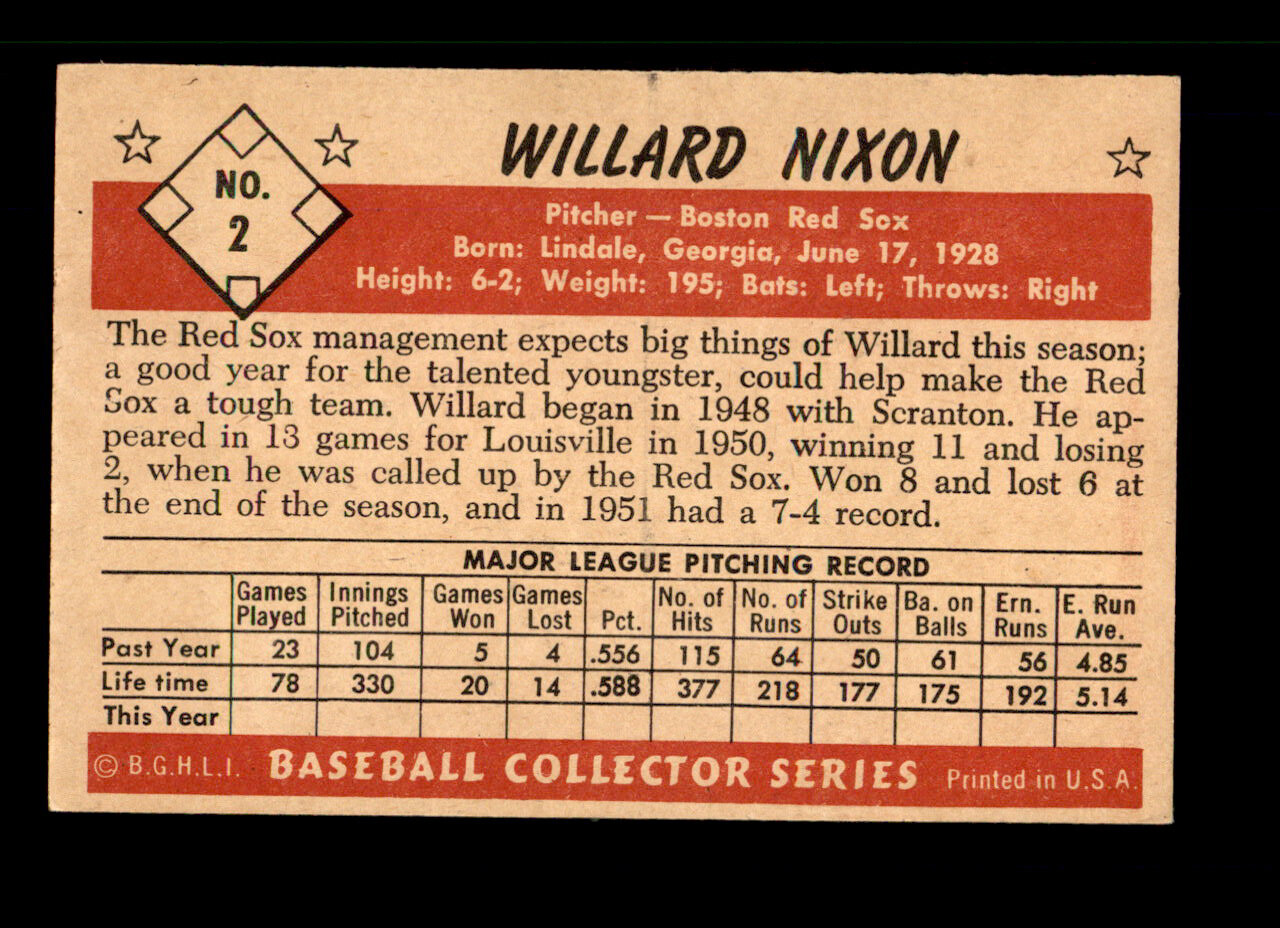 NO.
2
WILLARD NIXON
Pitcher — Boston Red Sox
Born: Lindale, Georgia, June 17, 1928
Height: 6-2; Weight: 195; Bats: Left; Throws: Right
The Red Sox management expects big things of Willard this season;
a good year for the talented youngster, could help make the Red
Sox a tough team. Willard began in 1948 with Scranton. He ap-
peared in 13 games for Louisville in 1950, winning 11 and losing
2, when he was called up by the Red Sox. Won 8 and lost 6 at
the end of the season, and in 1951 had a 7-4 record.
MAJOR LEAGUE PITCHING RECORD
Games Played Innings Pitched Games Won Games Lost Pct. No. of Hits No. of Runs Strike Outs Ba. on Balls Ern. Runs E. Run Ave.
Past Year 23 104 5 4 .556 115 64 50 61 56 4.85
Life time 78 330 20 14 .588 377 218 177 175 192 5.14
This Year
© B.G.H.L.I. BASEBALL COLLECTOR SERIES Printed in U.S.A.